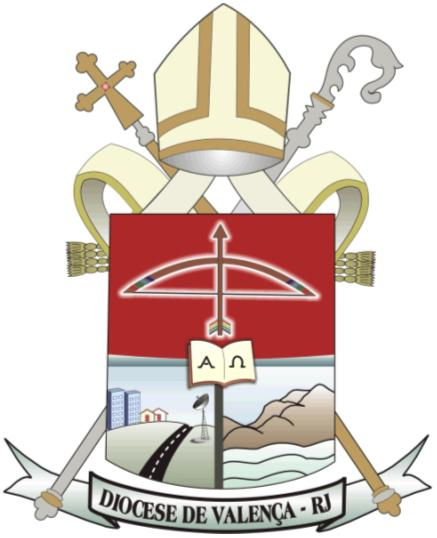 Α Ω
DIOCESE DE VALENÇA - RJ